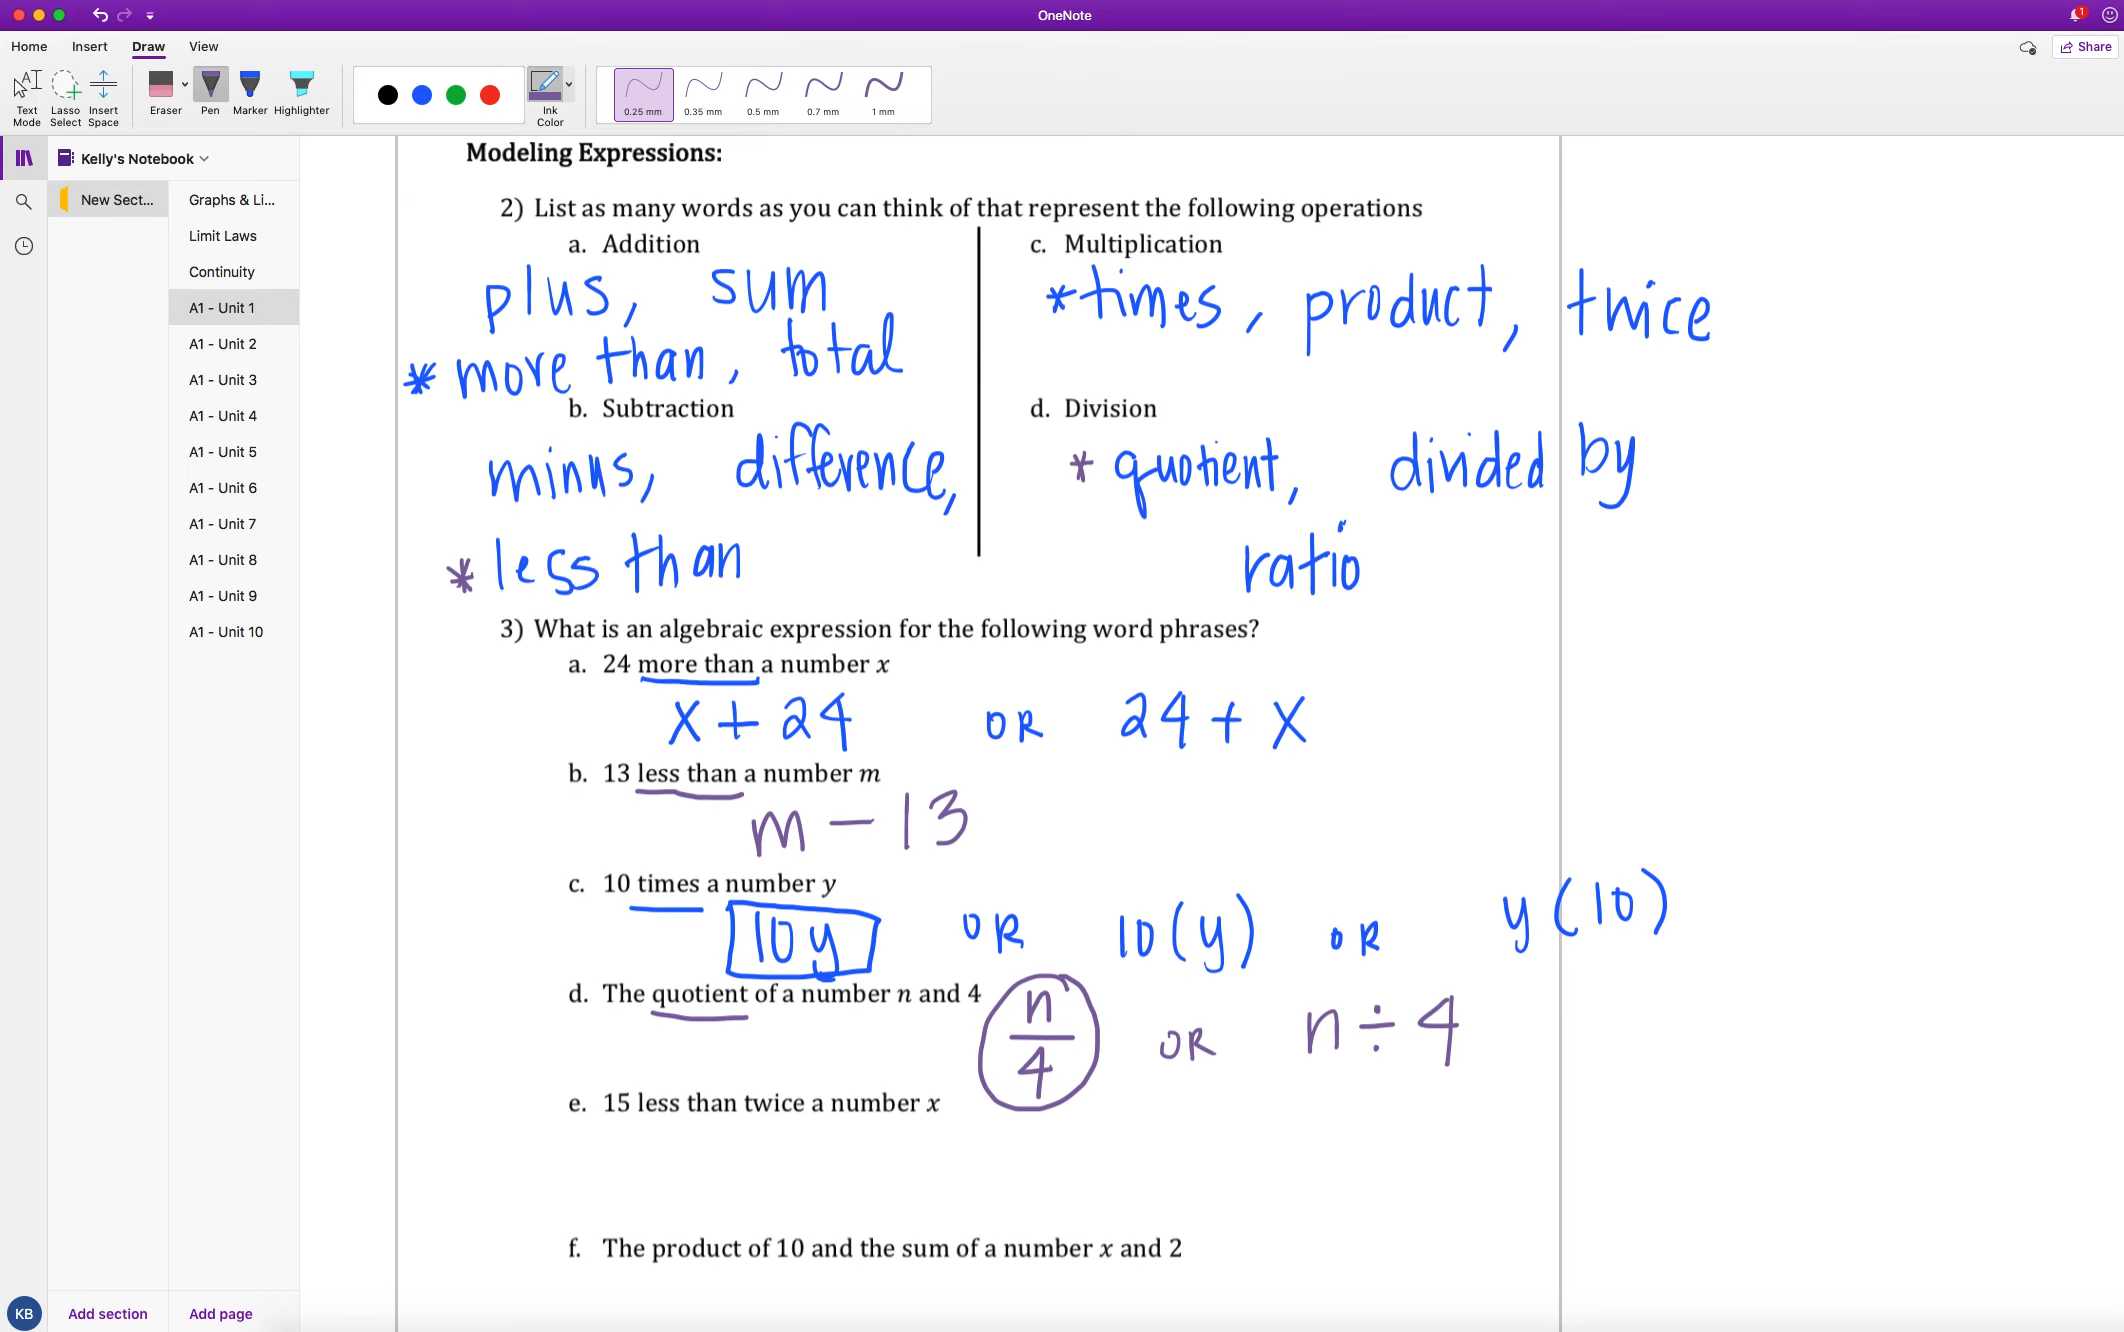 OneNote
1
Home Insert Draw View
Share
Text Mode
Lasso Select
Insert Space
Eraser
Pen
Marker
Highlighter
Ink Color
0.25 mm
0.35 mm
0.5 mm
0.7 mm
1 mm
Kelly's Notebook
New Sect...
Graphs & Li...
Limit Laws
Continuity
A1 - Unit 1
A1 - Unit 2
A1 - Unit 3
A1 - Unit 4
A1 - Unit 5
A1 - Unit 6
A1 - Unit 7
A1 - Unit 8
A1 - Unit 9
A1 - Unit 10
KB
Add section
Add page
Modeling Expressions:
2) List as many words as you can think of that represent the following operations
a. Addition
plus, sum
* more than, total
b. Subtraction
minus, difference,
* less than
c. Multiplication
* times, product, twice
d. Division
* quotient, divided by
ratio
3) What is an algebraic expression for the following word phrases?
a. 24 more than a number x
x + 24 OR 24 + x
b. 13 less than a number m
m - 13
c. 10 times a number y
10y OR 10(y) OR y(10)
d. The quotient of a number n and 4
n/4 OR n ÷ 4
e. 15 less than twice a number x
f. The product of 10 and the sum of a number x and 2